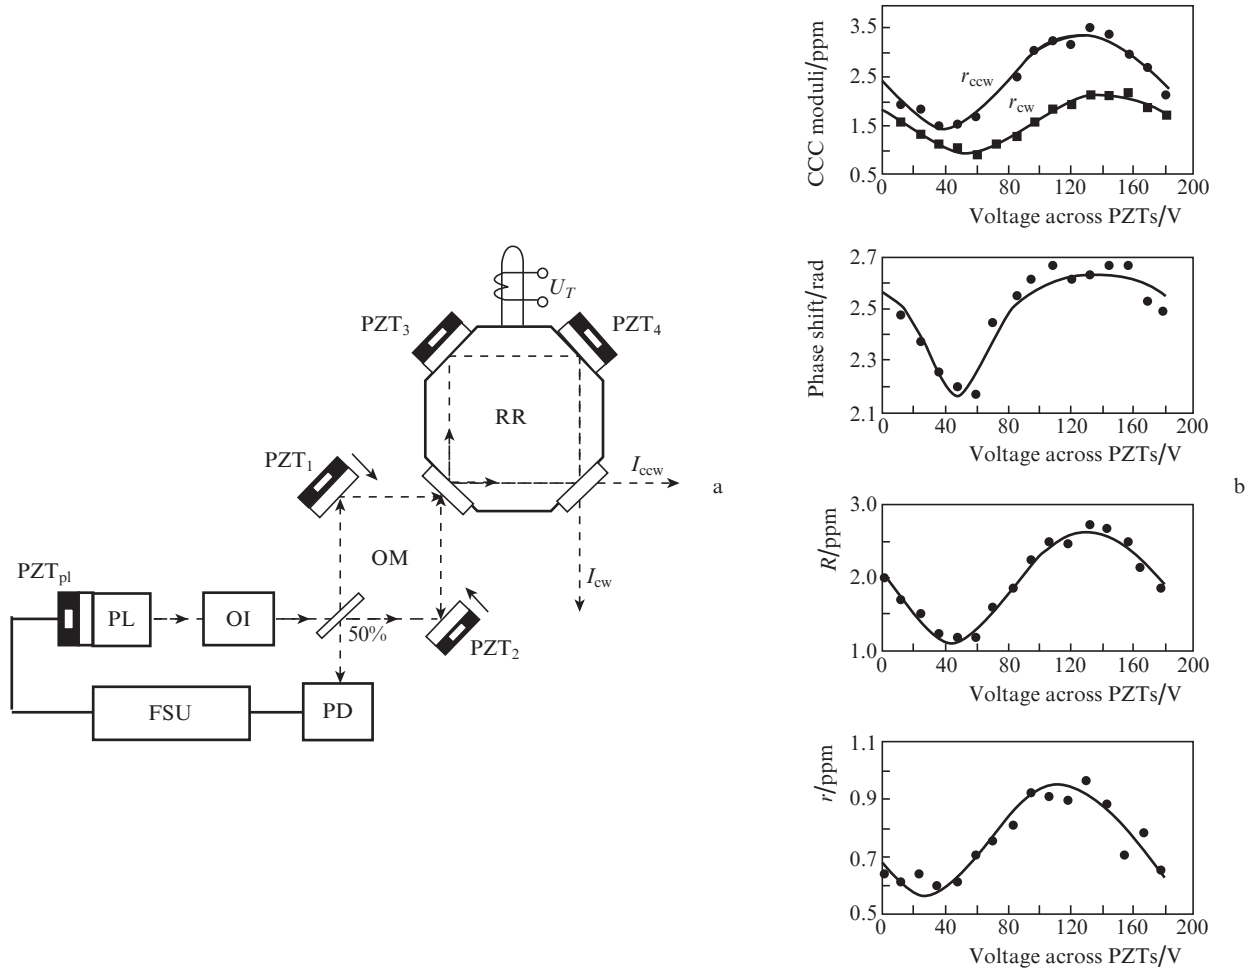 U_T
PZT₃
PZT₄
RR
PZT₁
I_ccw
OM
PZT_pl
I_cw
PL
OI
50%
PZT₂
FSU
PD
a
CCC moduli/ppm
3.5
2.5
1.5
0.5
r_ccw
r_cw
0 40 80 120 160 200
Voltage across PZTs/V
Phase shift/rad
2.7
2.5
2.3
2.1
0 40 80 120 160 200
Voltage across PZTs/V
b
R/ppm
3.0
2.0
1.0
0 40 80 120 160 200
Voltage across PZTs/V
r/ppm
1.1
0.9
0.7
0.5
0 40 80 120 160 200
Voltage across PZTs/V